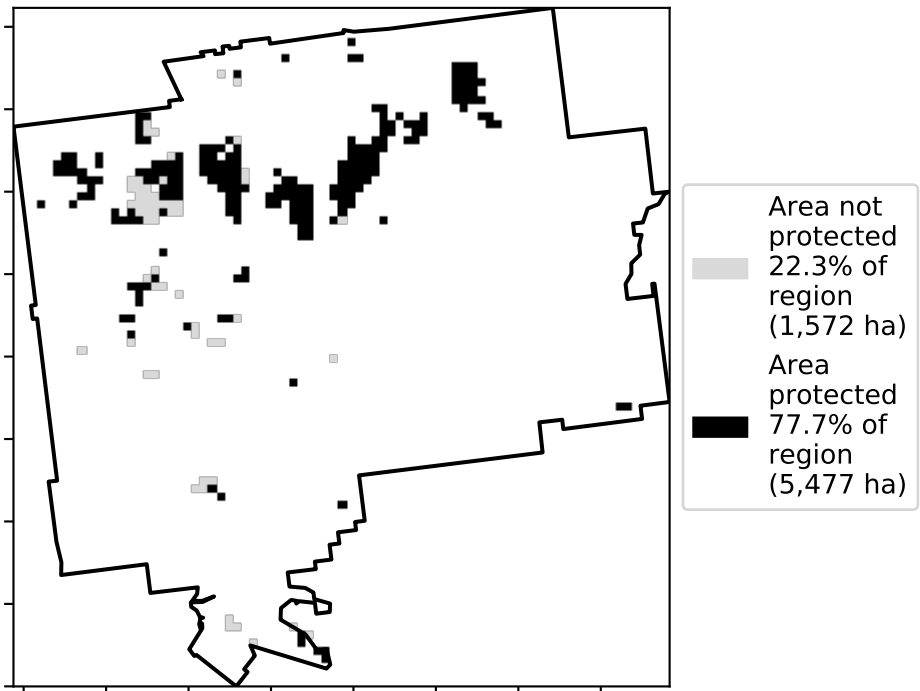 Area not
protected
22.3% of
region
(1,572 ha)
Area
protected
77.7% of
region
(5,477 ha)